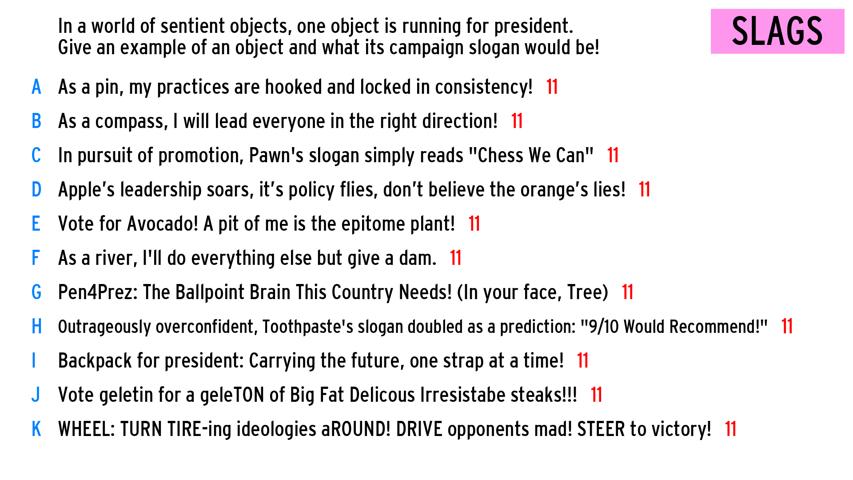 In a world of sentient objects, one object is running for president.
Give an example of an object and what its campaign slogan would be!
SLAGS
A As a pin, my practices are hooked and locked in consistency! 11
B As a compass, I will lead everyone in the right direction! 11
C In pursuit of promotion, Pawn's slogan simply reads "Chess We Can" 11
D Apple’s leadership soars, it’s policy flies, don’t believe the orange’s lies! 11
E Vote for Avocado! A pit of me is the epitome plant! 11
F As a river, I'll do everything else but give a dam. 11
G Pen4Prez: The Ballpoint Brain This Country Needs! (In your face, Tree) 11
H Outrageously overconfident, Toothpaste's slogan doubled as a prediction: "9/10 Would Recommend!" 11
I Backpack for president: Carrying the future, one strap at a time! 11
J Vote geletin for a geleTON of Big Fat Delicous Irresistabe steaks!!! 11
K WHEEL: TURN TIRE-ing ideologies aROUND! DRIVE opponents mad! STEER to victory! 11